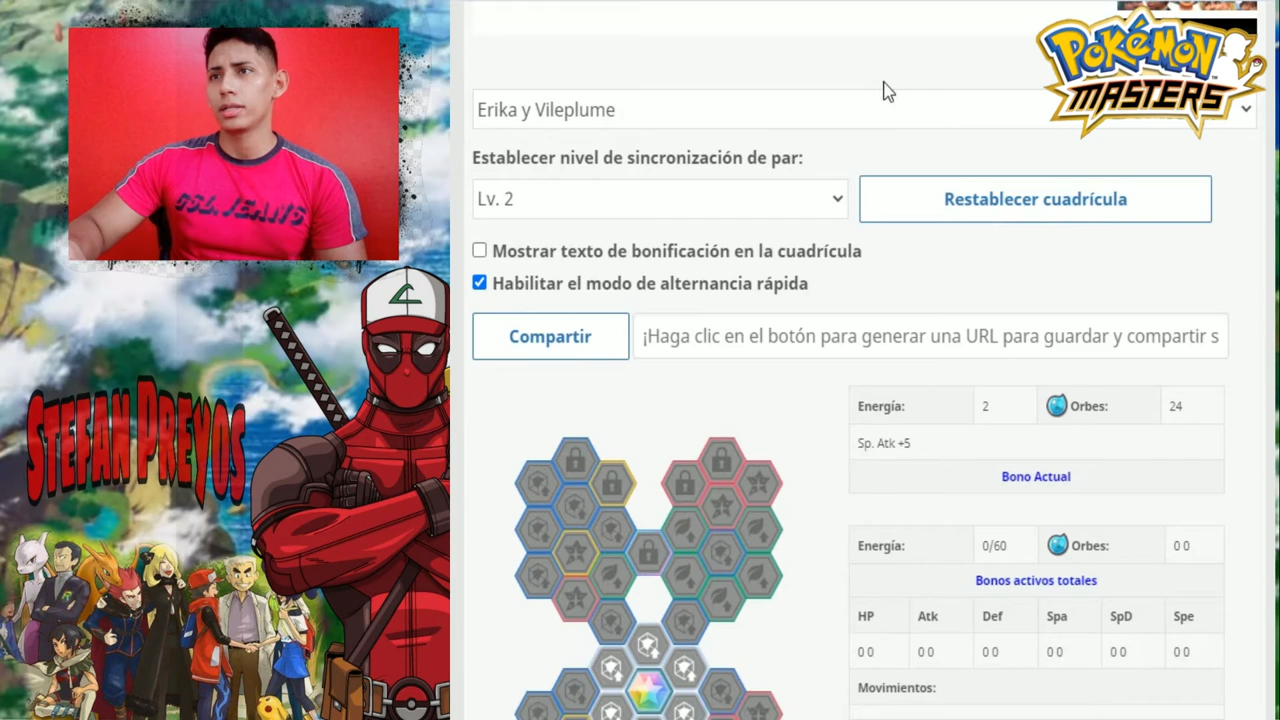 POKÉMON
MASTERS
Erika y Vileplume
Establecer nivel de sincronización de par:
Lv. 2
Restablecer cuadrícula
Mostrar texto de bonificación en la cuadrícula
Habilitar el modo de alternancia rápida
Compartir
¡Haga clic en el botón para generar una URL para guardar y compartir s
GSL.JEANS
STEFAN PREYOS
Energía: 2 Orbes: 24
Sp. Atk +5
Bono Actual
Energía: 0/60 Orbes: 0 0
Bonos activos totales
HP Atk Def Spa SpD Spe
0 0 0 0 0 0 0 0 0 0 0 0
Movimientos: